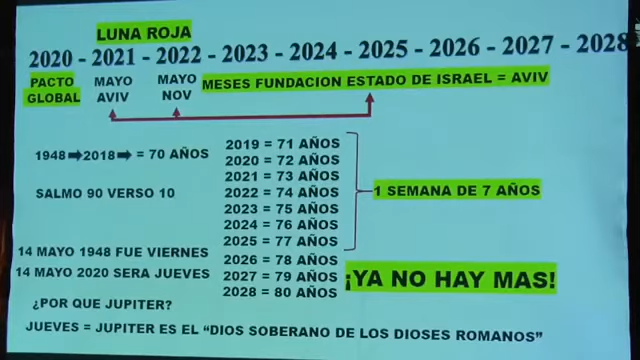 LUNA ROJA
2020 - 2021 - 2022 - 2023 - 2024 - 2025 - 2026 - 2027 - 2028
PACTO GLOBAL
MAYO AVIV
MAYO NOV
MESES FUNDACION ESTADO DE ISRAEL = AVIV
1948 ➡ 2018 ➡ = 70 AÑOS
SALMO 90 VERSO 10
14 MAYO 1948 FUE VIERNES
14 MAYO 2020 SERA JUEVES
2019 = 71 AÑOS
2020 = 72 AÑOS
2021 = 73 AÑOS
2022 = 74 AÑOS
2023 = 75 AÑOS
2024 = 76 AÑOS
2025 = 77 AÑOS
2026 = 78 AÑOS
2027 = 79 AÑOS
2028 = 80 AÑOS
1 SEMANA DE 7 AÑOS
¡YA NO HAY MAS!
¿POR QUE JUPITER?
JUEVES = JUPITER ES EL “DIOS SOBERANO DE LOS DIOSES ROMANOS”